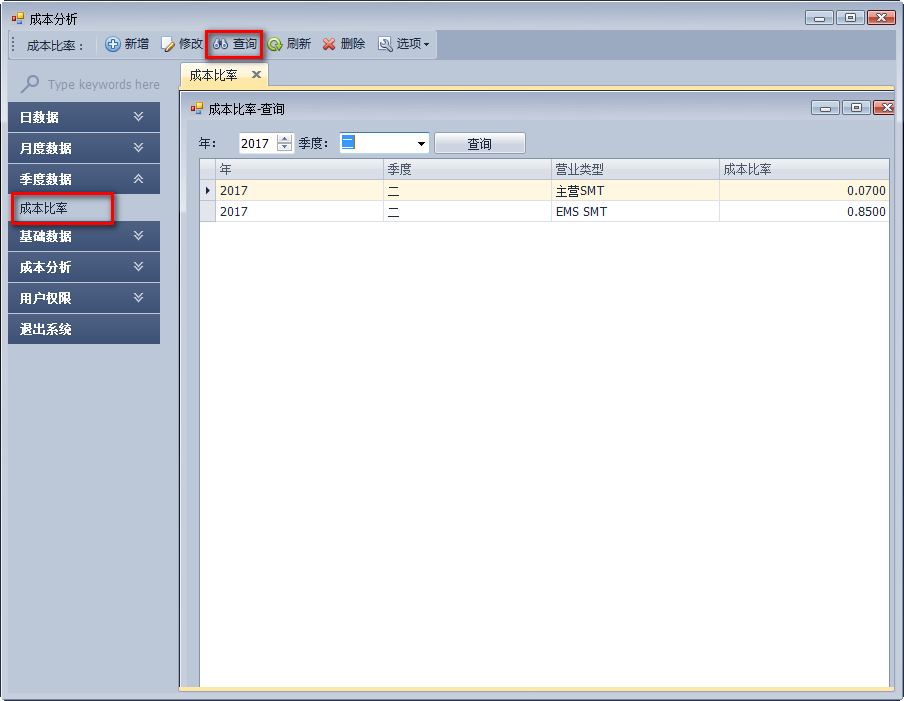 成本分析
成本比率： 新增 修改 查询 刷新 删除 选项
Type keywords here
日数据
月度数据
季度数据
成本比率
基础数据
成本分析
用户权限
退出系统
成本比率
成本比率-查询
年： 2017 季度： 二 查询
年 季度 营业类型 成本比率
2017 二 主营SMT 0.0700
2017 二 EMS SMT 0.8500